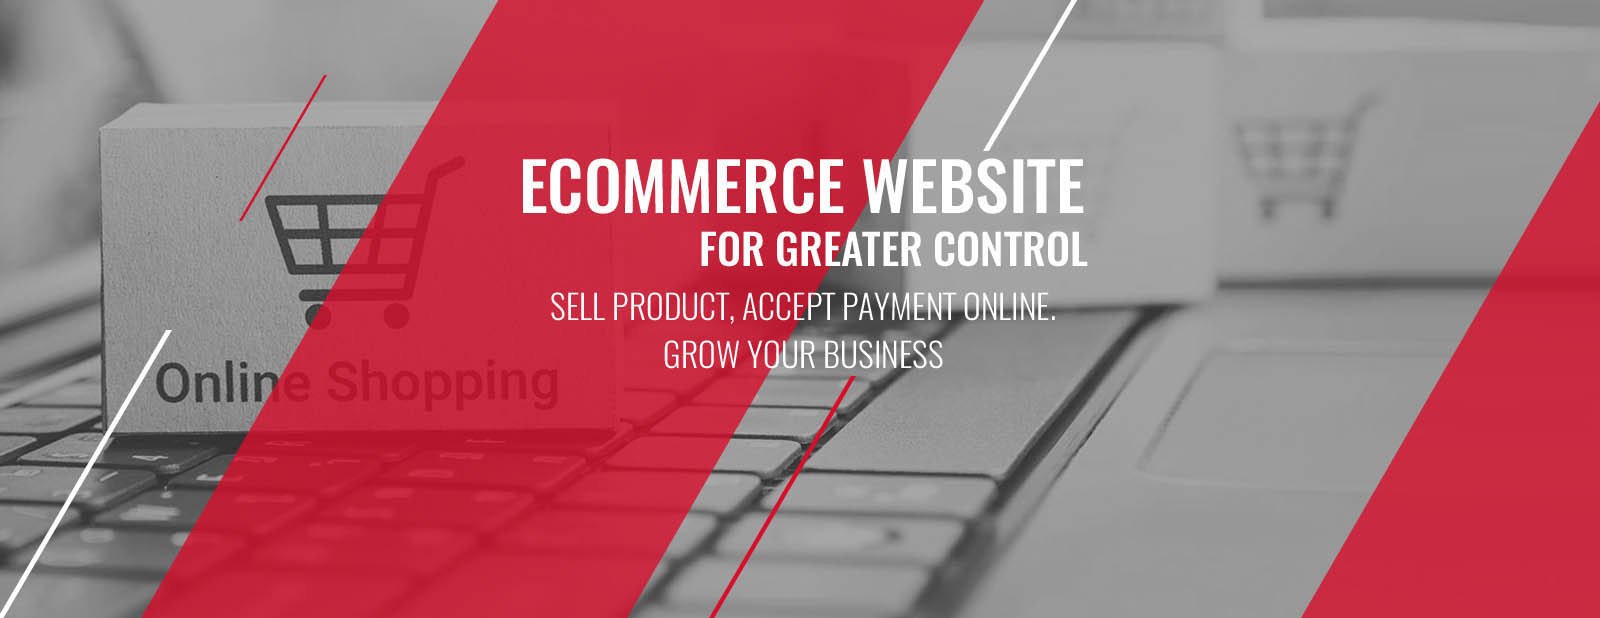 ECOMMERCE WEBSITE
FOR GREATER CONTROL
SELL PRODUCT, ACCEPT PAYMENT ONLINE.
GROW YOUR BUSINESS
Online Shopping